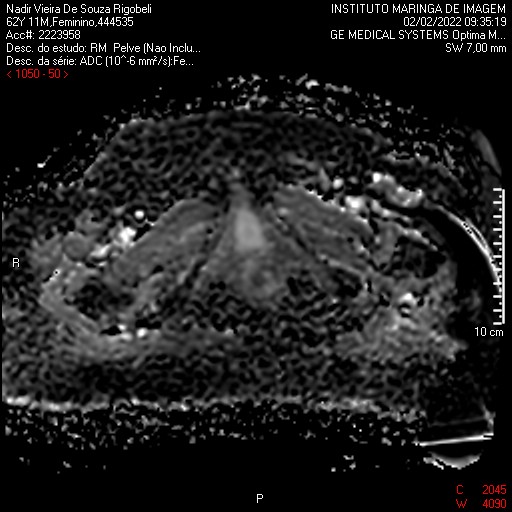 Nadir Vieira De Souza Rigobeli
62Y 11M,Feminino,444535
Acc#: 2223958
Desc. do estudo: RM Pelve (Nao Inclu...
Desc. da série: ADC (10^-6 mm²/s):Fe...
< 1050 - 50 >
INSTITUTO MARINGA DE IMAGEM
02/02/2022 09:35:19
GE MEDICAL SYSTEMS Optima M...
SW 7,00 mm
R
10 cm
P
C 2045
W 4090